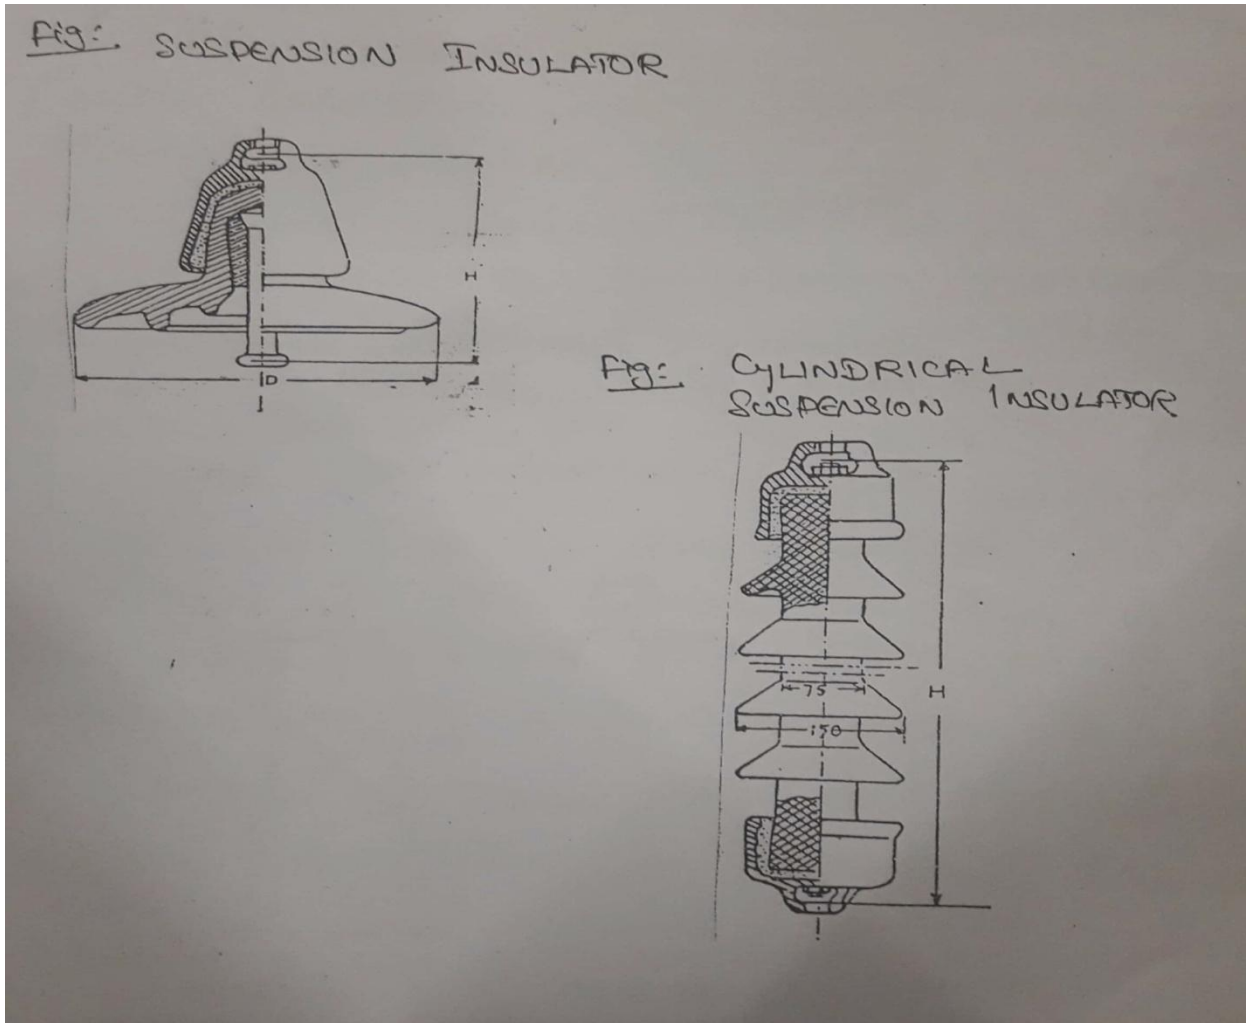 Fig:. SUSPENSION INSULATOR
H
D
Fig:. CYLINDRICAL
SUSPENSION INSULATOR
75
H
150